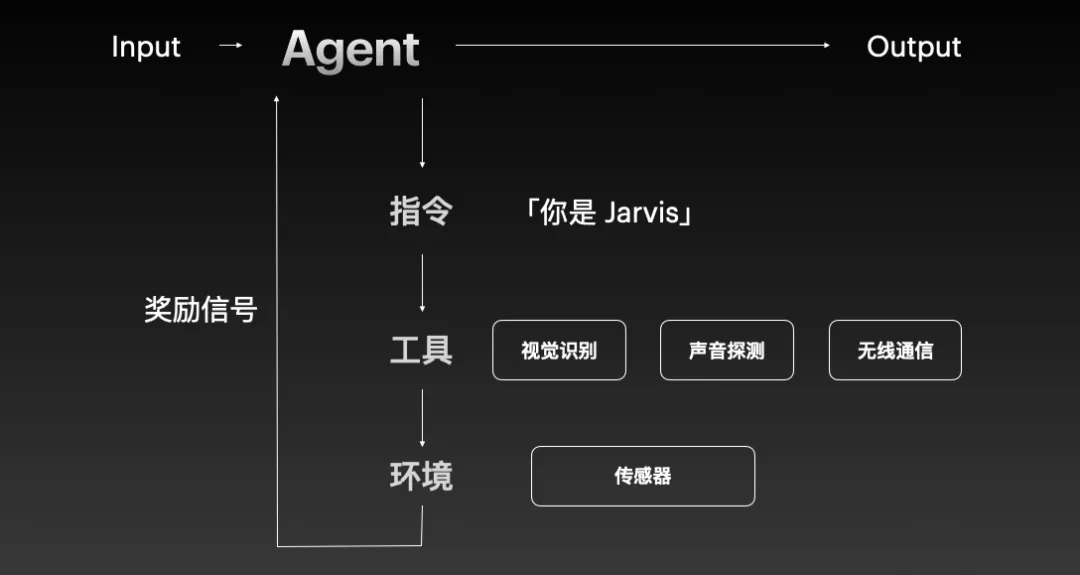 Input
Agent
Output
指令
「你是 Jarvis」
奖励信号
工具
视觉识别
声音探测
无线通信
环境
传感器